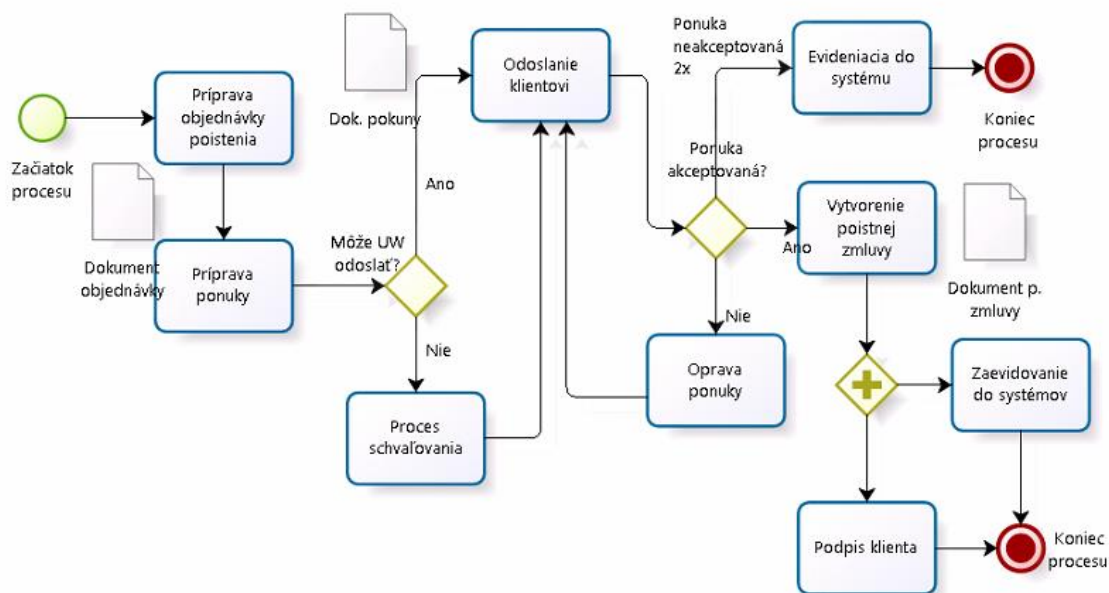 Začiatok
procesu
Príprava
objednávky
poistenia
Dokument
objednávky
Príprava
ponuky
Môže UW
odoslať?
Ano
Nie
Dok. pokuny
Proces
schvaľovania
Odoslanie
klientovi
Ponuka
akceptovaná?
Ponuka
neakceptovaná
2x
Evideniacia do
systému
Koniec
procesu
Ano
Nie
Oprava
ponuky
Vytvorenie
poistnej
zmluvy
Dokument p.
zmluvy
Zaevidovanie
do systémov
Podpis klienta
Koniec
procesu